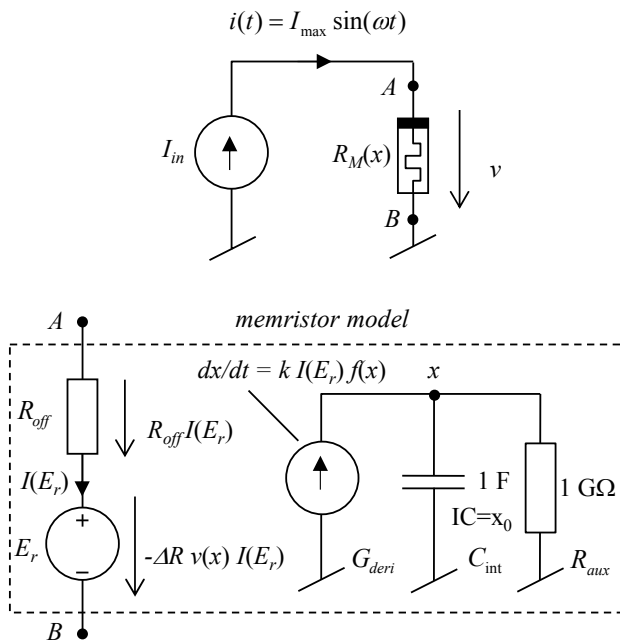 i(t) = I_max sin(ωt)
A
I_in
R_M(x)
v
B
A
memristor model
dx/dt = k I(E_r) f(x)
x
R_off
R_off I(E_r)
I(E_r)
1 F
1 GΩ
IC=x_0
+
E_r
-ΔR v(x) I(E_r)
−
G_deri
C_int
R_aux
B